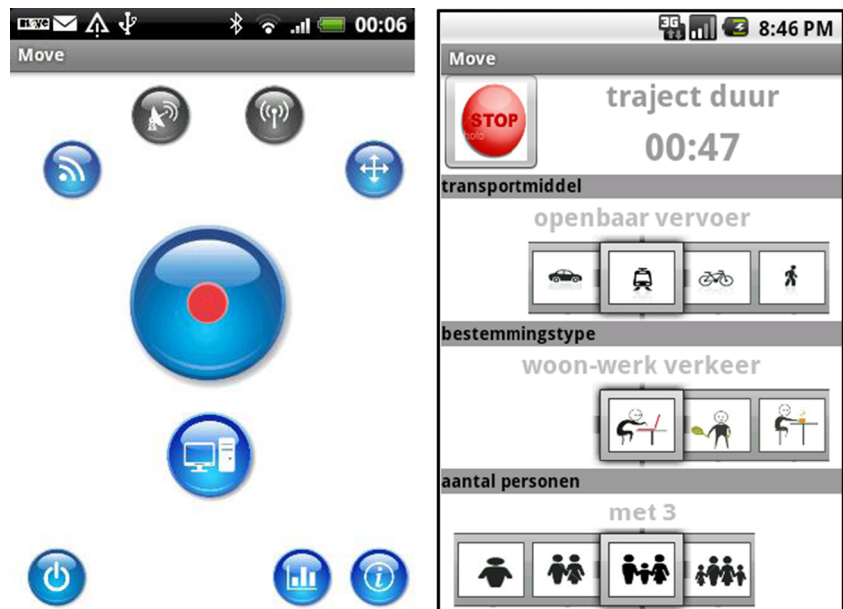 00:06
Move
3G
8:46 PM
Move
STOP
traject duur
00:47
transportmiddel
openbaar vervoer
bestemmingstype
woon-werk verkeer
aantal personen
met 3